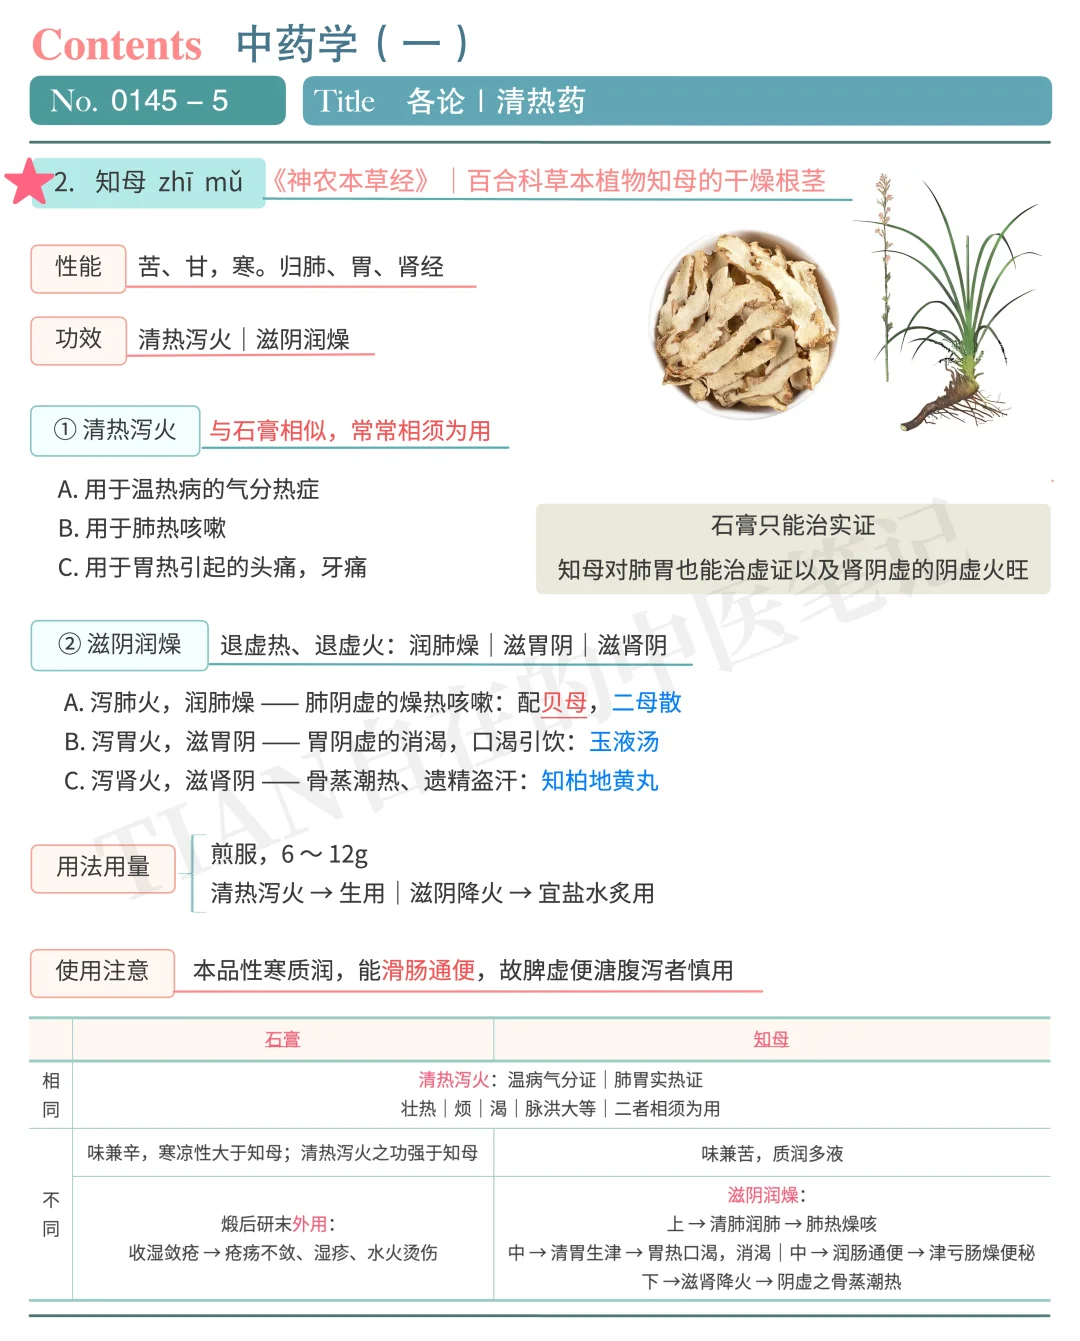 Contents 中药学（一）
No. 0145 – 5
Title 各论｜清热药
2. 知母 zhī mǔ 《神农本草经》｜百合科草本植物知母的干燥根茎
性能 苦、甘，寒。归肺、胃、肾经
功效 清热泻火｜滋阴润燥
① 清热泻火 与石膏相似，常常相须为用
A. 用于温热病的气分热症
B. 用于肺热咳嗽
C. 用于胃热引起的头痛，牙痛
石膏只能治实证
知母对肺胃也能治虚证以及肾阴虚的阴虚火旺
② 滋阴润燥 退虚热、退虚火：润肺燥｜滋胃阴｜滋肾阴
A. 泻肺火，润肺燥 —— 肺阴虚的燥热咳嗽：配贝母，二母散
B. 泻胃火，滋胃阴 —— 胃阴虚的消渴，口渴引饮：玉液汤
C. 泻肾火，滋肾阴 —— 骨蒸潮热、遗精盗汗：知柏地黄丸
用法用量
煎服，6 ～ 12g
清热泻火 → 生用｜滋阴降火 → 宜盐水炙用
使用注意 本品性寒质润，能滑肠通便，故脾虚便溏腹泻者慎用
石膏 知母
相同
清热泻火：温病气分证｜肺胃实热证
壮热｜烦｜渴｜脉洪大等｜二者相须为用
不同
味兼辛，寒凉性大于知母；清热泻火之功强于知母
味兼苦，质润多液
煅后研末外用：
收湿敛疮 → 疮疡不敛、湿疹、水火烫伤
滋阴润燥：
上 → 清肺润肺 → 肺热燥咳
中 → 清胃生津 → 胃热口渴，消渴｜中 → 润肠通便 → 津亏肠燥便秘
下 →滋肾降火 → 阴虚之骨蒸潮热
TIAN自在的中医笔记